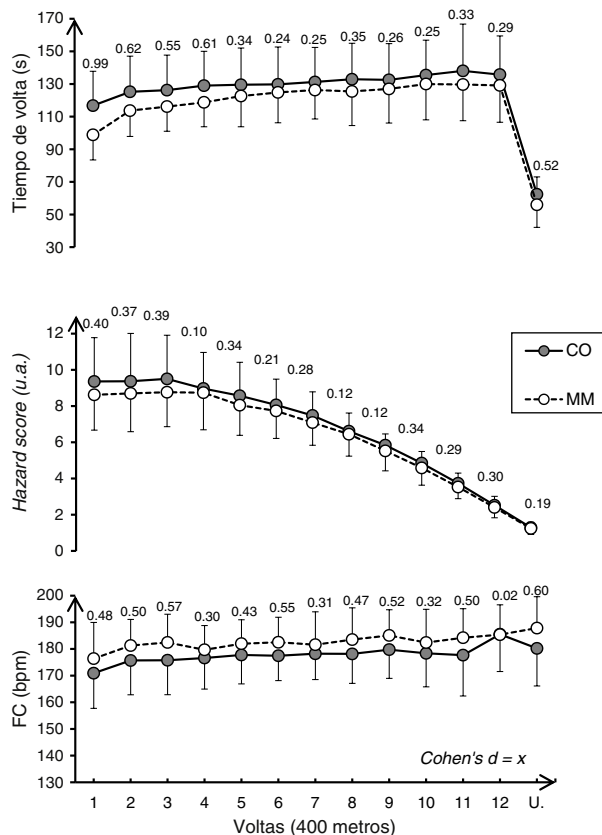 170
150
130
110
90
70
50
30
Tiempo de volta (s)
0.99 0.62 0.55 0.61 0.34 0.24 0.25 0.35 0.26 0.25 0.33 0.29 0.52
12
10
8
6
4
2
0
Hazard score (u.a.)
0.40 0.37 0.39 0.10 0.34 0.21 0.28 0.12 0.12 0.34 0.29 0.30 0.19
CO
MM
200
190
180
170
160
150
140
130
FC (bpm)
0.48 0.50 0.57 0.30 0.43 0.55 0.31 0.47 0.52 0.32 0.50 0.02 0.60
Cohen's d = x
1 2 3 4 5 6 7 8 9 10 11 12 U.
Voltas (400 metros)